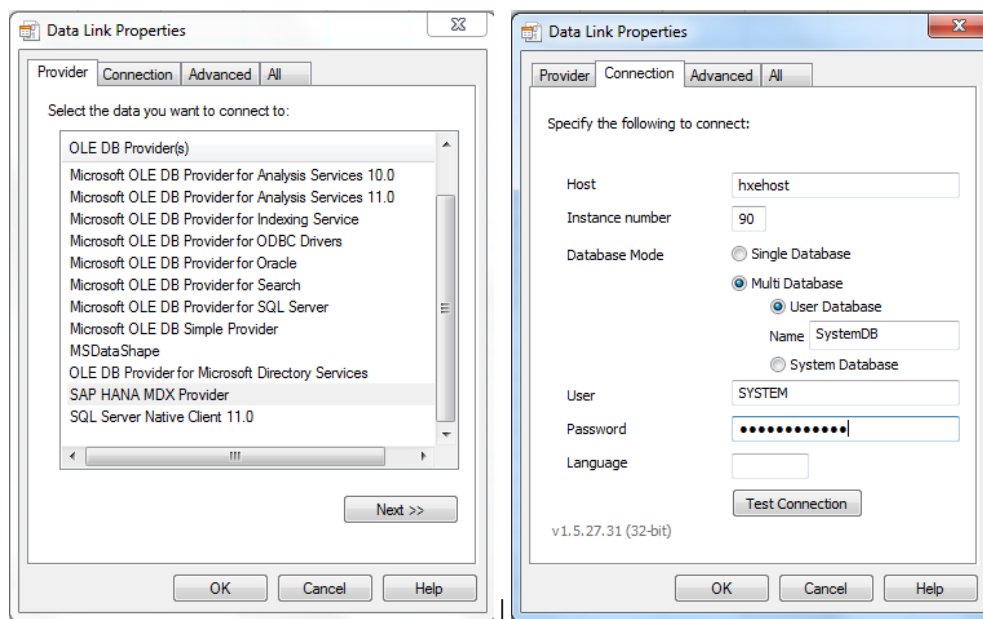 Data Link Properties
Provider Connection Advanced All
Select the data you want to connect to:
OLE DB Provider(s)
Microsoft OLE DB Provider for Analysis Services 10.0
Microsoft OLE DB Provider for Analysis Services 11.0
Microsoft OLE DB Provider for Indexing Service
Microsoft OLE DB Provider for ODBC Drivers
Microsoft OLE DB Provider for Oracle
Microsoft OLE DB Provider for Search
Microsoft OLE DB Provider for SQL Server
Microsoft OLE DB Simple Provider
MSDataShape
OLE DB Provider for Microsoft Directory Services
SAP HANA MDX Provider
SQL Server Native Client 11.0
Next >>
OK Cancel Help
Data Link Properties
Provider Connection Advanced All
Specify the following to connect:
Host hxehost
Instance number 90
Database Mode Single Database
Multi Database
User Database
Name SystemDB
System Database
User SYSTEM
Password ●●●●●●●●●●●●
Language
Test Connection
v1.5.27.31 (32-bit)
OK Cancel Help